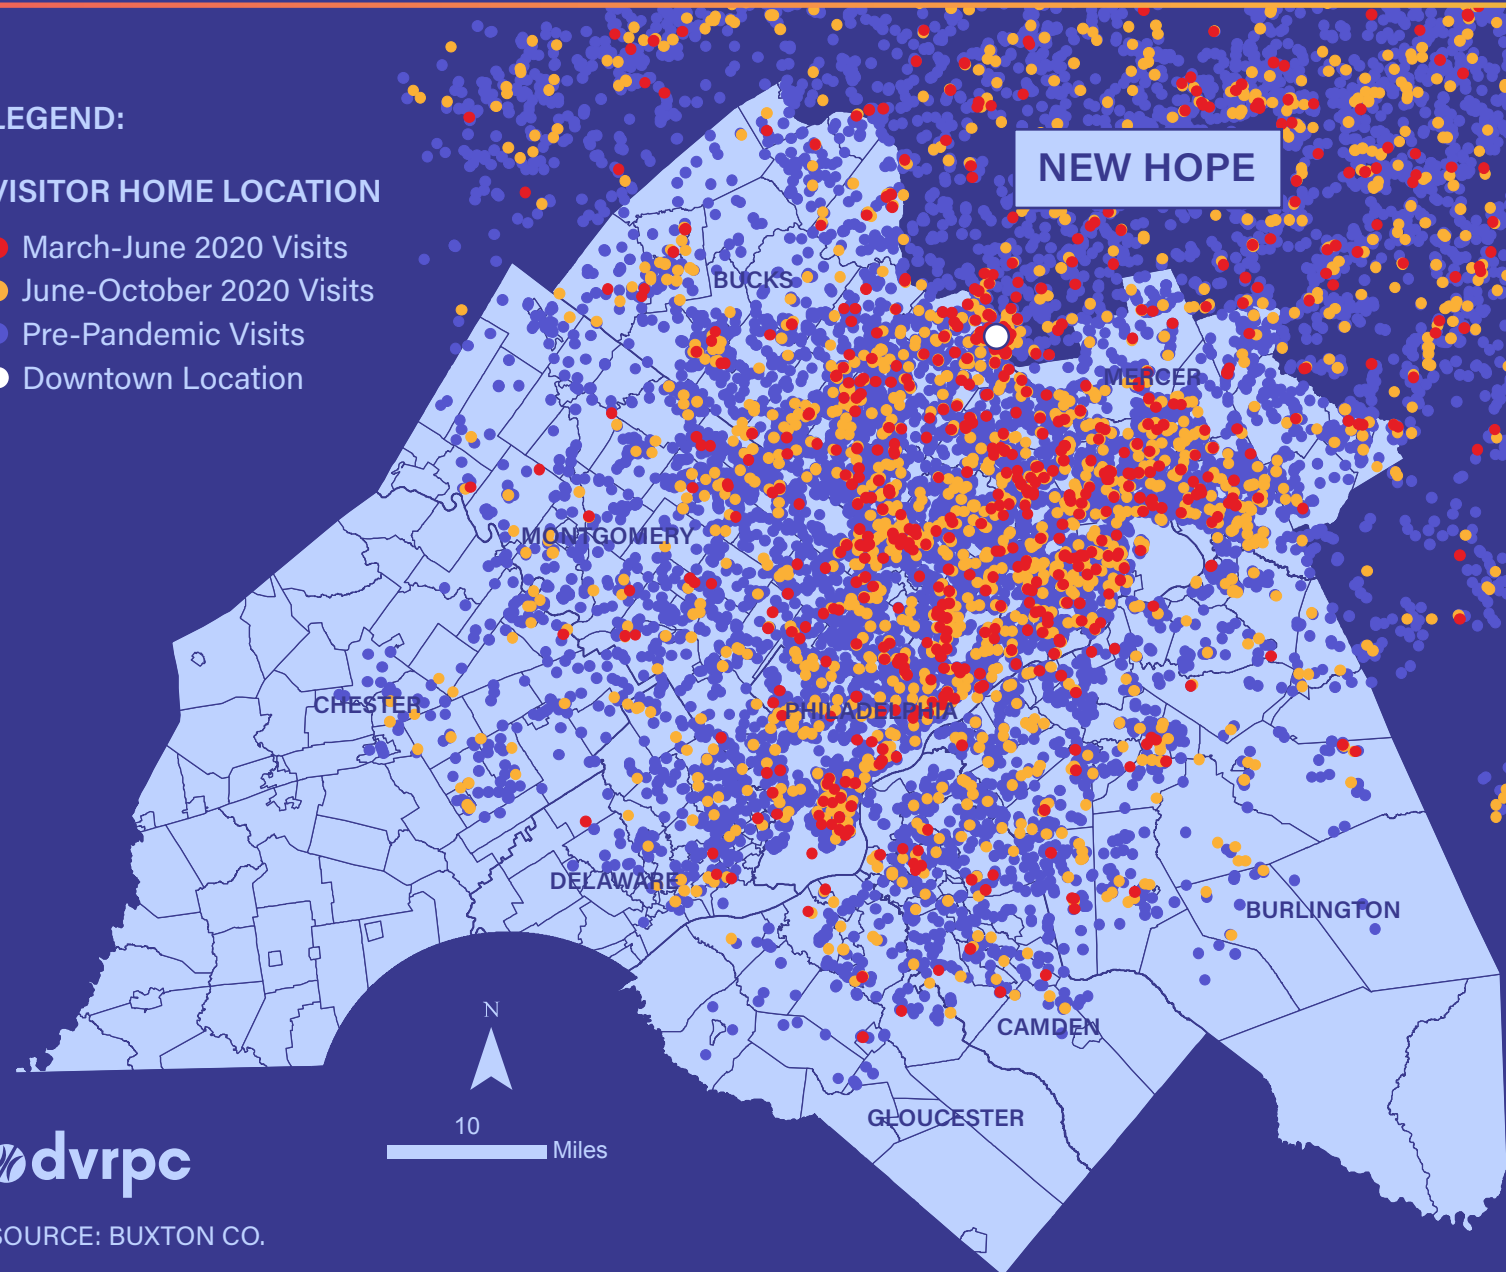 LEGEND:
VISITOR HOME LOCATION
March-June 2020 Visits
June-October 2020 Visits
Pre-Pandemic Visits
Downtown Location
NEW HOPE
BUCKS
MERCER
MONTGOMERY
CHESTER
PHILADELPHIA
DELAWARE
BURLINGTON
CAMDEN
GLOUCESTER
N
10
Miles
dvrpc
SOURCE: BUXTON CO.